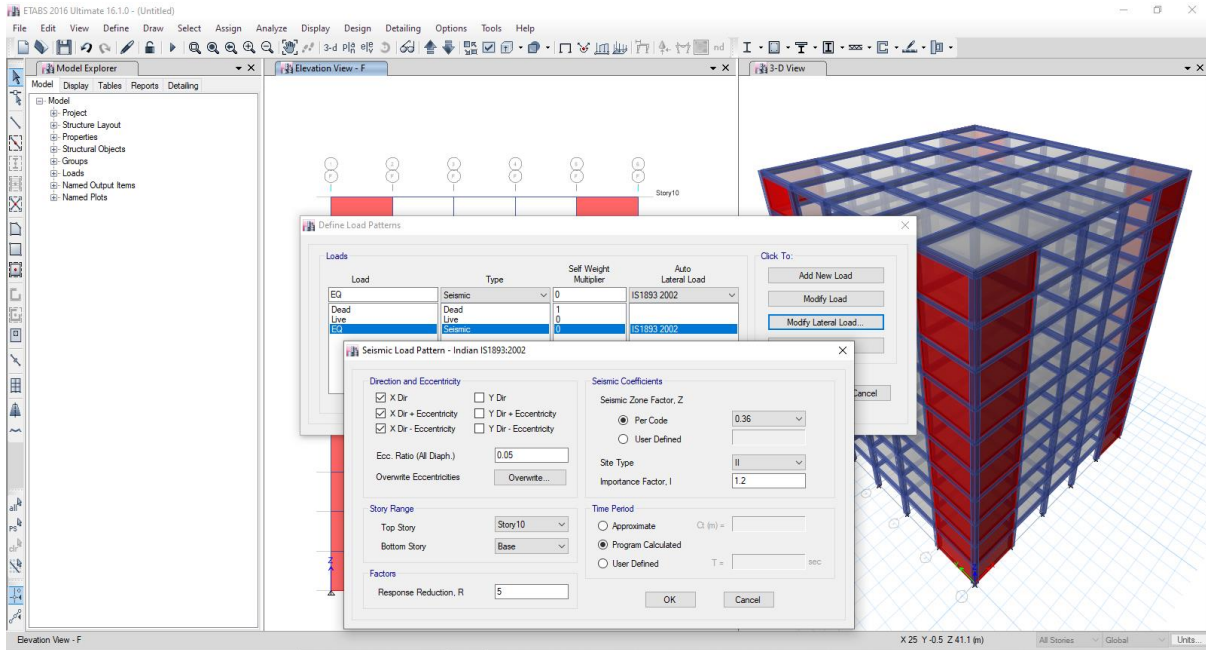 ETABS 2016 Ultimate 16.1.0 - (Untitled)
File Edit View Define Draw Select Assign Analyze Display Design Detailing Options Tools Help
3-d
nd
Model Explorer
Elevation View - F
3-D View
Model Display Tables Reports Detailing
Model
Project
Structure Layout
Properties
Structural Objects
Groups
Loads
Named Output Items
Named Plots
Story10
Define Load Patterns
Loads
Click To:
Load
Type
Self Weight
Multiplier
Auto
Lateral Load
EQ Seismic 0 IS1893 2002
Dead Dead 1
Live Live 0
EQ Seismic 0 IS1893 2002
Add New Load
Modify Load
Modify Lateral Load...
Cancel
Seismic Load Pattern - Indian IS1893:2002
Direction and Eccentricity
X Dir Y Dir
X Dir + Eccentricity Y Dir + Eccentricity
X Dir - Eccentricity Y Dir - Eccentricity
Ecc. Ratio (All Diaph.) 0.05
Overwrite Eccentricities Overwrite...
Story Range
Top Story Story10
Bottom Story Base
Factors
Response Reduction, R 5
Seismic Coefficients
Seismic Zone Factor, Z
Per Code 0.36
User Defined
Site Type II
Importance Factor, I 1.2
Time Period
Approximate Ct (m) =
Program Calculated
User Defined T = sec
OK Cancel
Z
all
ps
clr
Elevation View - F
X 25 Y -0.5 Z 41.1 (m)
All Stories Global Units...